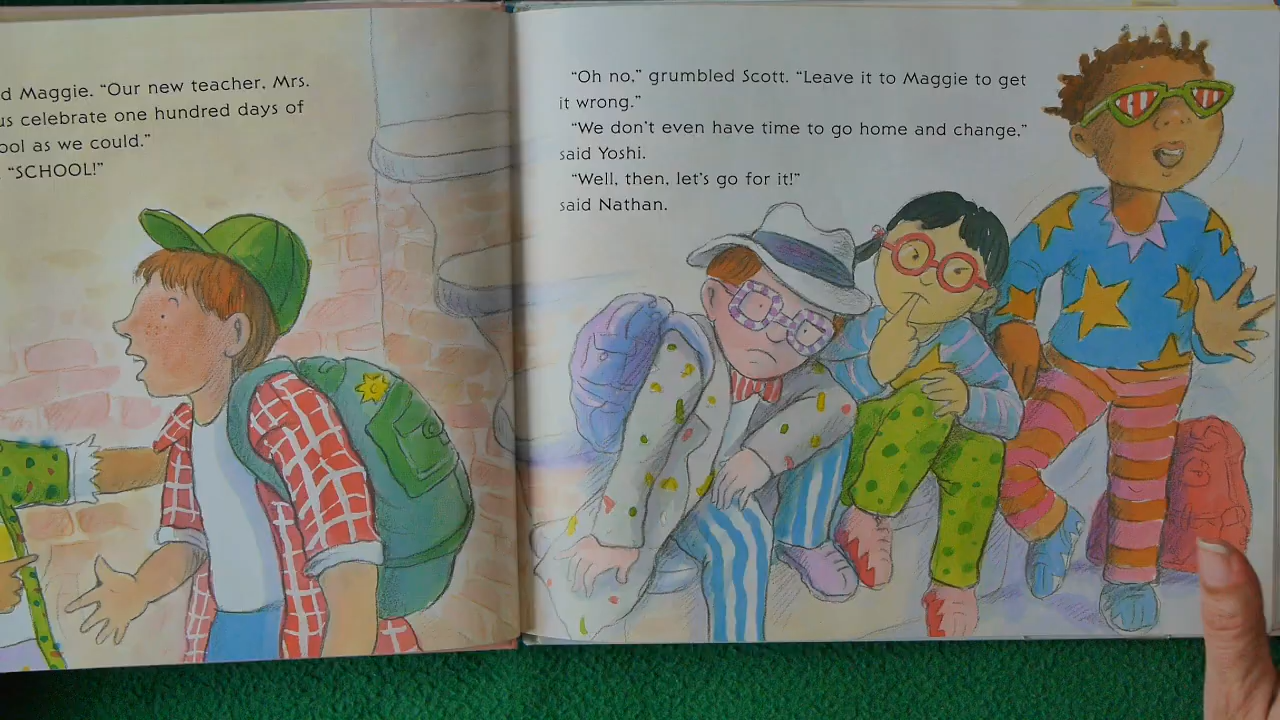 d Maggie. “Our new teacher, Mrs.
us celebrate one hundred days of
ool as we could.”
“SCHOOL!”
“Oh no,” grumbled Scott. “Leave it to Maggie to get
it wrong.”
“We don’t even have time to go home and change,”
said Yoshi.
“Well, then, let’s go for it!”
said Nathan.